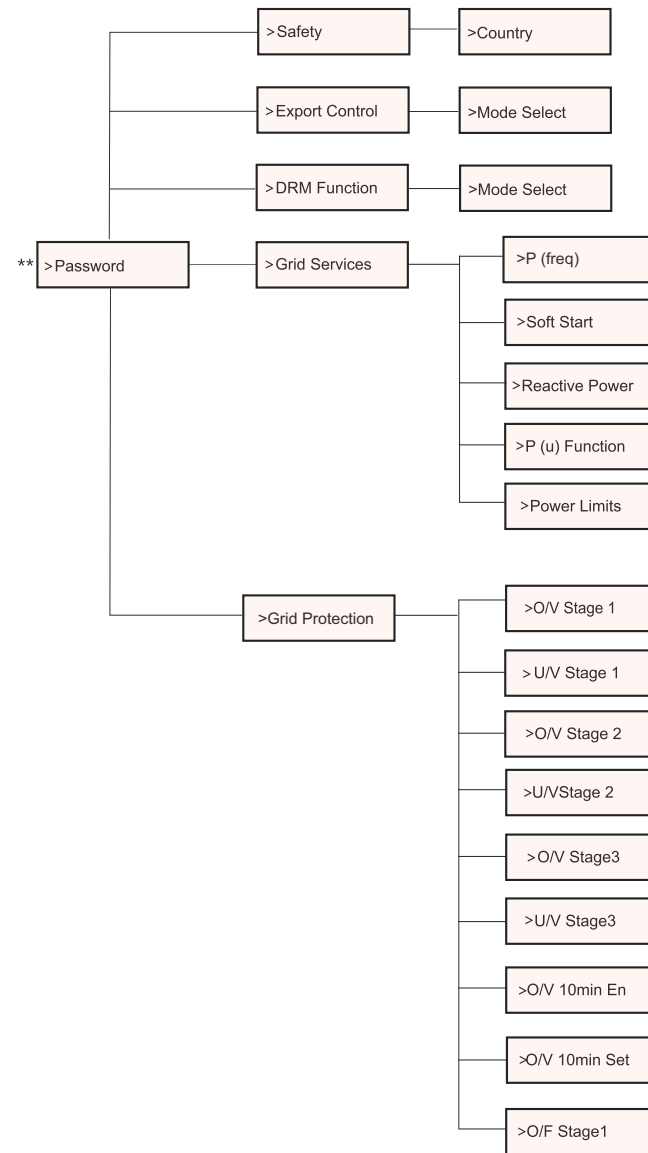 >Safety
>Country
>Export Control
>Mode Select
>DRM Function
>Mode Select
** >Password
>Grid Services
>P (freq)
>Soft Start
>Reactive Power
>P (u) Function
>Power Limits
>Grid Protection
>O/V Stage 1
> U/V Stage 1
>O/V Stage 2
>U/VStage 2
>O/V Stage3
>U/V Stage3
>O/V 10min En
>O/V 10min Set
>O/F Stage1